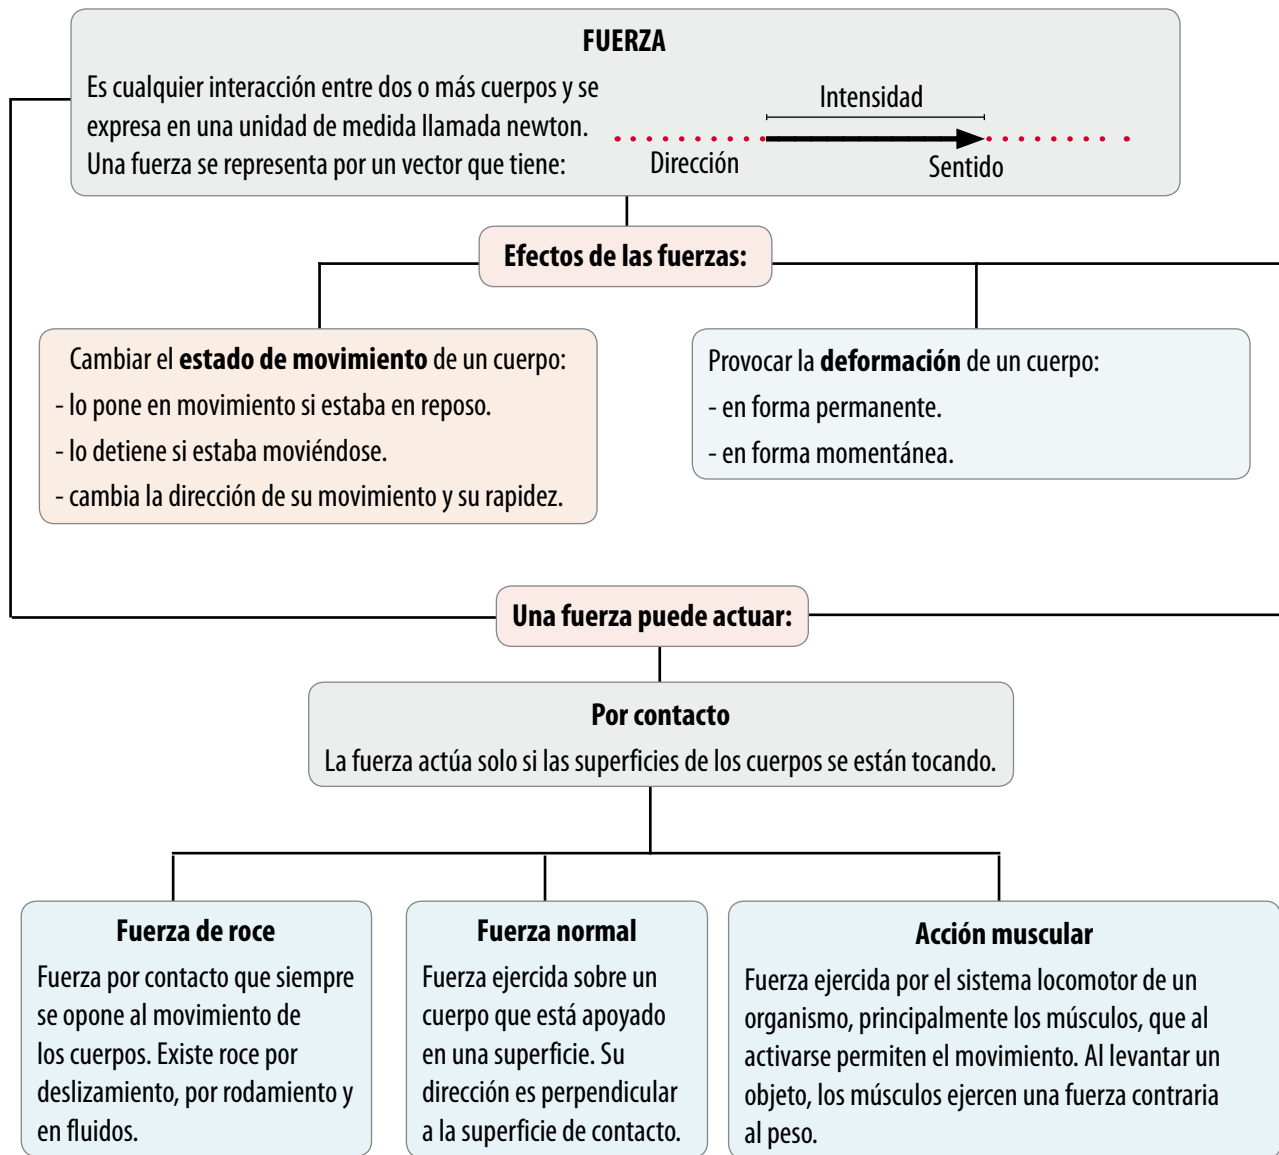 FUERZA
Es cualquier interacción entre dos o más cuerpos y se
expresa en una unidad de medida llamada newton.
Una fuerza se representa por un vector que tiene:
Intensidad
Dirección
Sentido
Efectos de las fuerzas:
Cambiar el estado de movimiento de un cuerpo:
- lo pone en movimiento si estaba en reposo.
- lo detiene si estaba moviéndose.
- cambia la dirección de su movimiento y su rapidez.
Provocar la deformación de un cuerpo:
- en forma permanente.
- en forma momentánea.
Una fuerza puede actuar:
Por contacto
La fuerza actúa solo si las superficies de los cuerpos se están tocando.
Fuerza de roce
Fuerza por contacto que siempre
se opone al movimiento de
los cuerpos. Existe roce por
deslizamiento, por rodamiento y
en fluidos.
Fuerza normal
Fuerza ejercida sobre un
cuerpo que está apoyado
en una superficie. Su
dirección es perpendicular
a la superficie de contacto.
Acción muscular
Fuerza ejercida por el sistema locomotor de un
organismo, principalmente los músculos, que al
activarse permiten el movimiento. Al levantar un
objeto, los músculos ejercen una fuerza contraria
al peso.